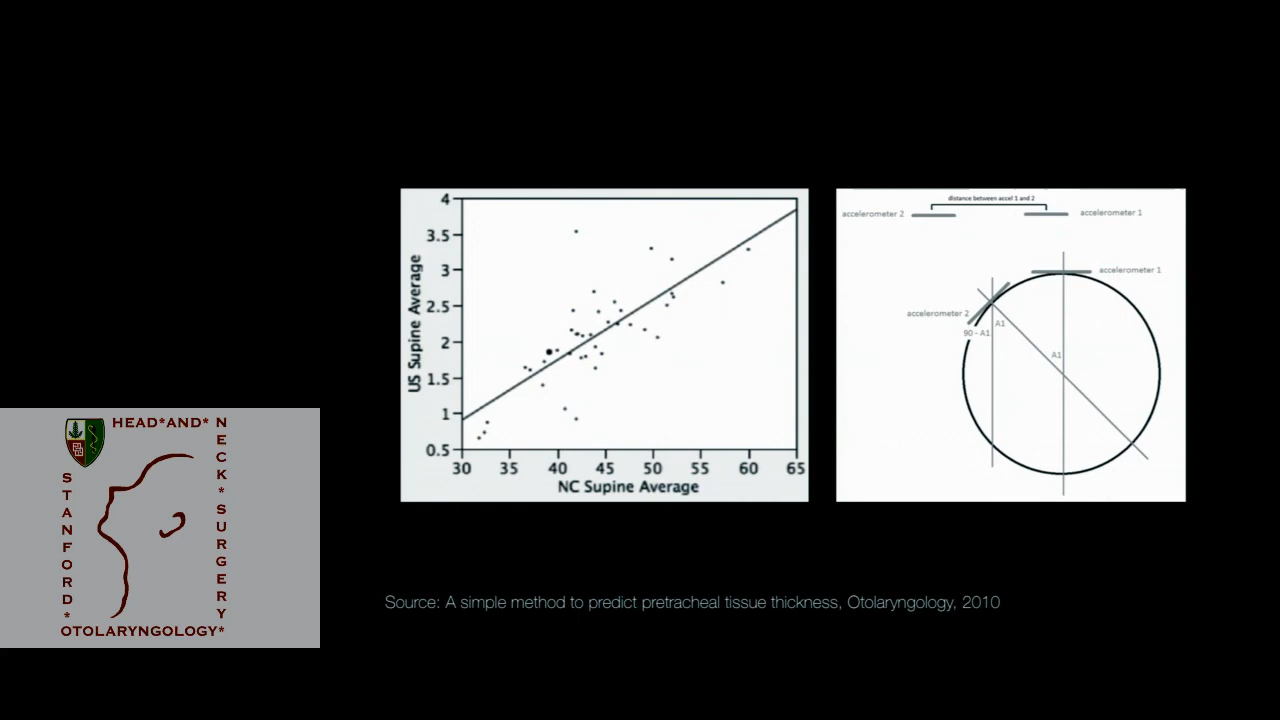 4
3.5
3
2.5
2
1.5
1
0.5
US Supine Average
30 35 40 45 50 55 60 65
NC Supine Average
distance between accel 1 and 2
accelerometer 2
accelerometer 1
accelerometer 1
accelerometer 2
A1
90 - A1
A1
HEAD*AND*
NECK*SURGERY*
STANFORD*
OTOLARYNGOLOGY*
Source: A simple method to predict pretracheal tissue thickness, Otolaryngology, 2010